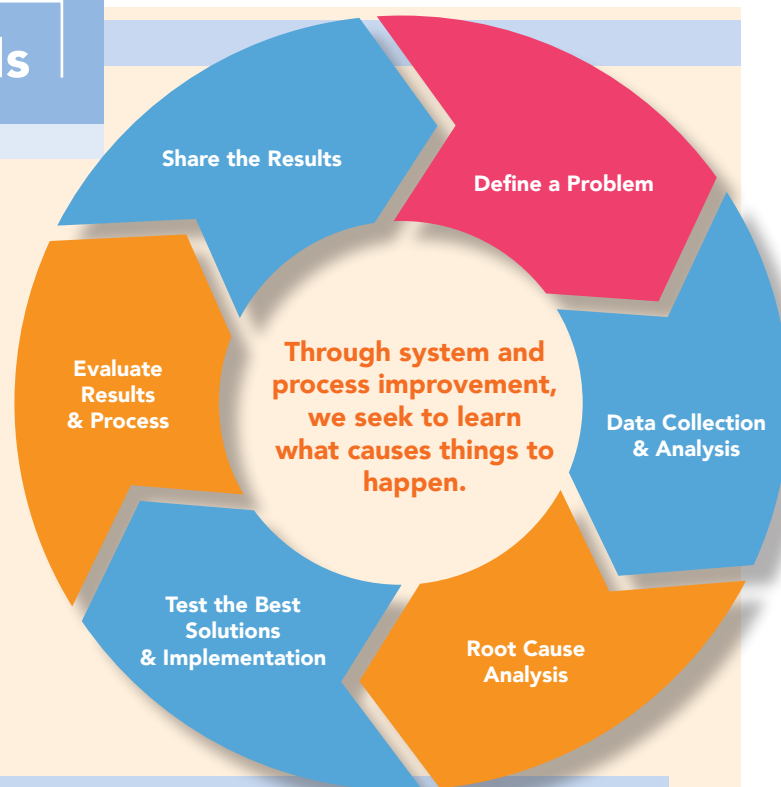 ls
Share the Results
Define a Problem
Through system and
process improvement,
we seek to learn
what causes things to
happen.
Evaluate
Results
& Process
Data Collection
& Analysis
Test the Best
Solutions
& Implementation
Root Cause
Analysis